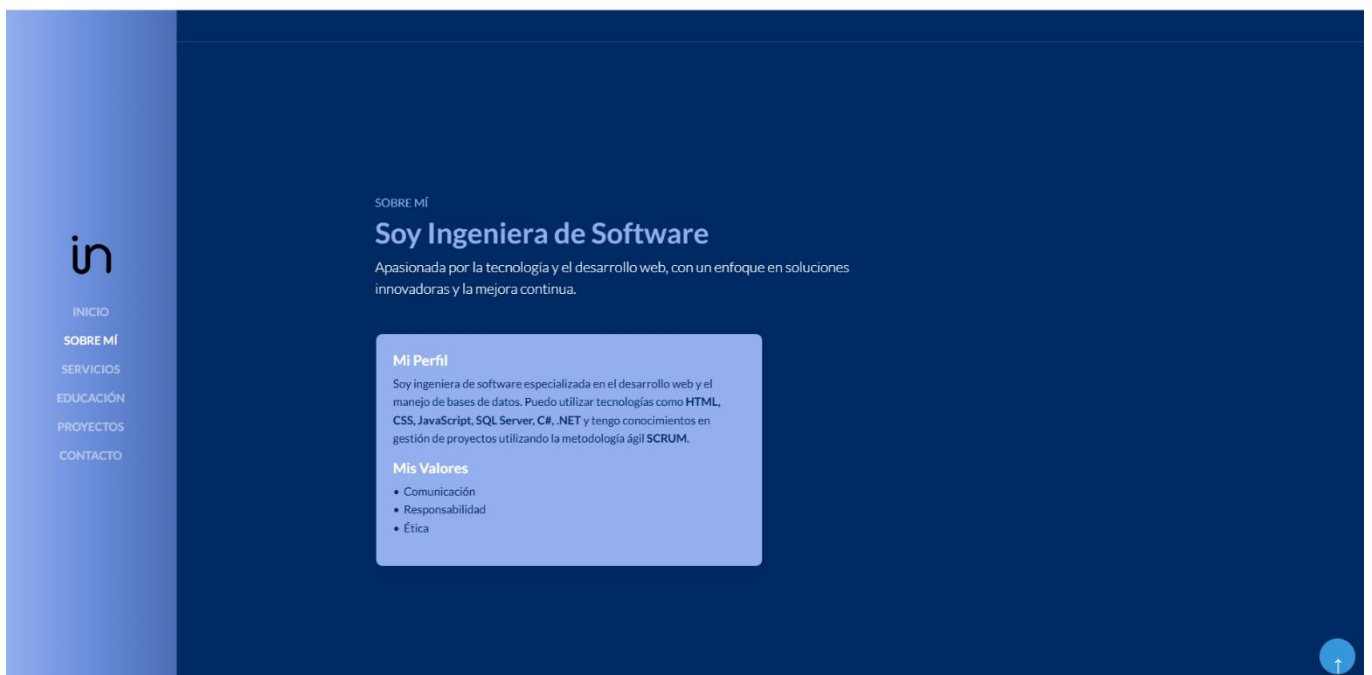 in
INICIO
SOBRE MÍ
SERVICIOS
EDUCACIÓN
PROYECTOS
CONTACTO
SOBRE MÍ
Soy Ingeniera de Software
Apasionada por la tecnología y el desarrollo web, con un enfoque en soluciones
innovadoras y la mejora continua.
Mi Perfil
Soy ingeniera de software especializada en el desarrollo web y el
manejo de bases de datos. Puedo utilizar tecnologías como HTML,
CSS, JavaScript, SQL Server, C#, .NET y tengo conocimientos en
gestión de proyectos utilizando la metodología ágil SCRUM.
Mis Valores
• Comunicación
• Responsabilidad
• Ética
↑